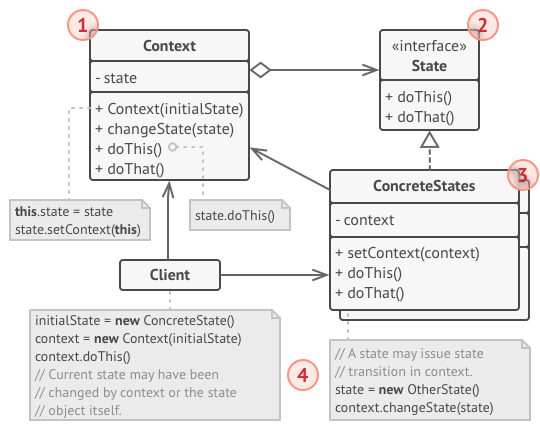 1
Context
- state
+ Context(initialState)
+ changeState(state)
+ doThis()
+ doThat()
2
«interface»
State
+ doThis()
+ doThat()
this.state = state
state.setContext(this)
state.doThis()
3
ConcreteStates
- context
+ setContext(context)
+ doThis()
+ doThat()
Client
initialState = new ConcreteState()
context = new Context(initialState)
context.doThis()
// Current state may have been
// changed by context or the state
// object itself.
4
// A state may issue state
// transition in context.
state = new OtherState()
context.changeState(state)